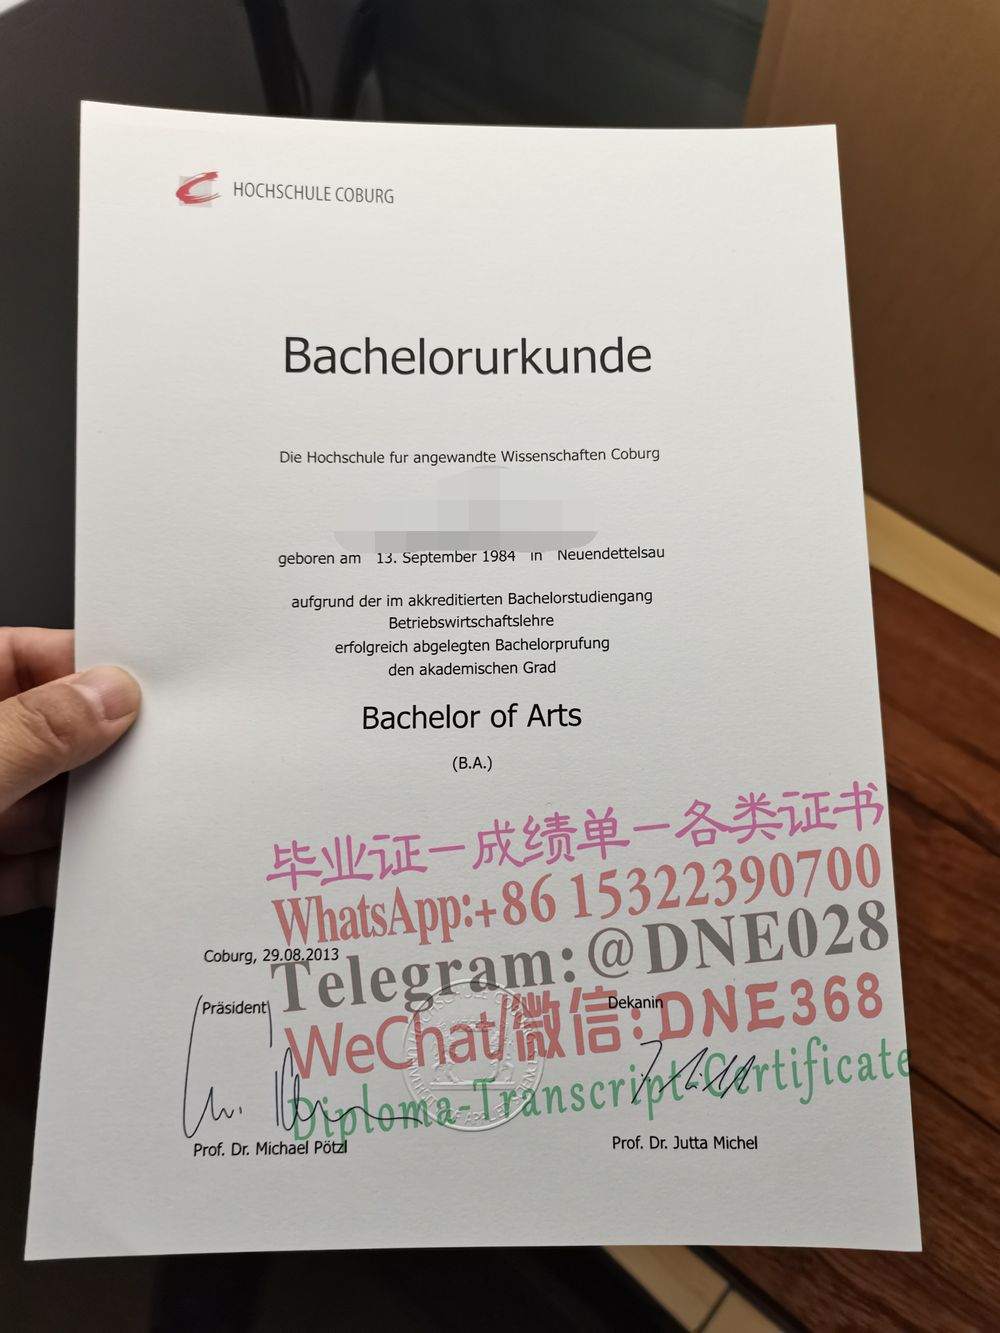 HOCHSCHULE COBURG
Bachelorurkunde
Die Hochschule fur angewandte Wissenschaften Coburg
geboren am 13. September 1984 in Neuendettelsau
aufgrund der im akkreditierten Bachelorstudiengang
Betriebswirtschaftslehre
erfolgreich abgelegten Bachelorprufung
den akademischen Grad
Bachelor of Arts
(B.A.)
毕业证－成绩单－各类证书
WhatsApp:+86 15322390700
Coburg, 29.08.2013
Telegram:@DNE028
Präsident
Dekanin
WeChat/微信:DNE368
Diploma-Transcript-Certificate
Prof. Dr. Michael Pötzl
Prof. Dr. Jutta Michel